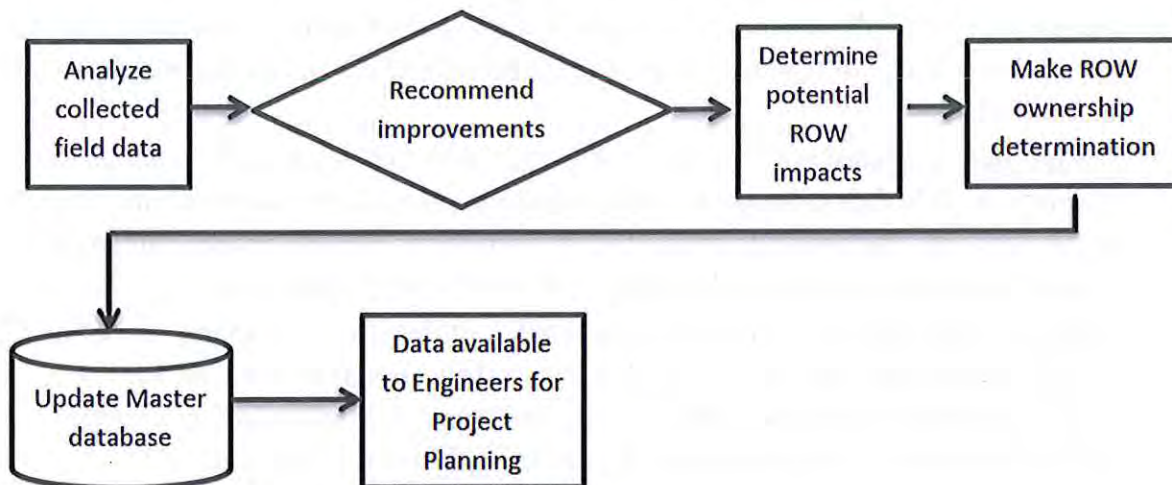 Analyze
collected
field data
Recommend
improvements
Determine
potential
ROW
impacts
Make ROW
ownership
determination
Update Master
database
Data available
to Engineers for
Project
Planning